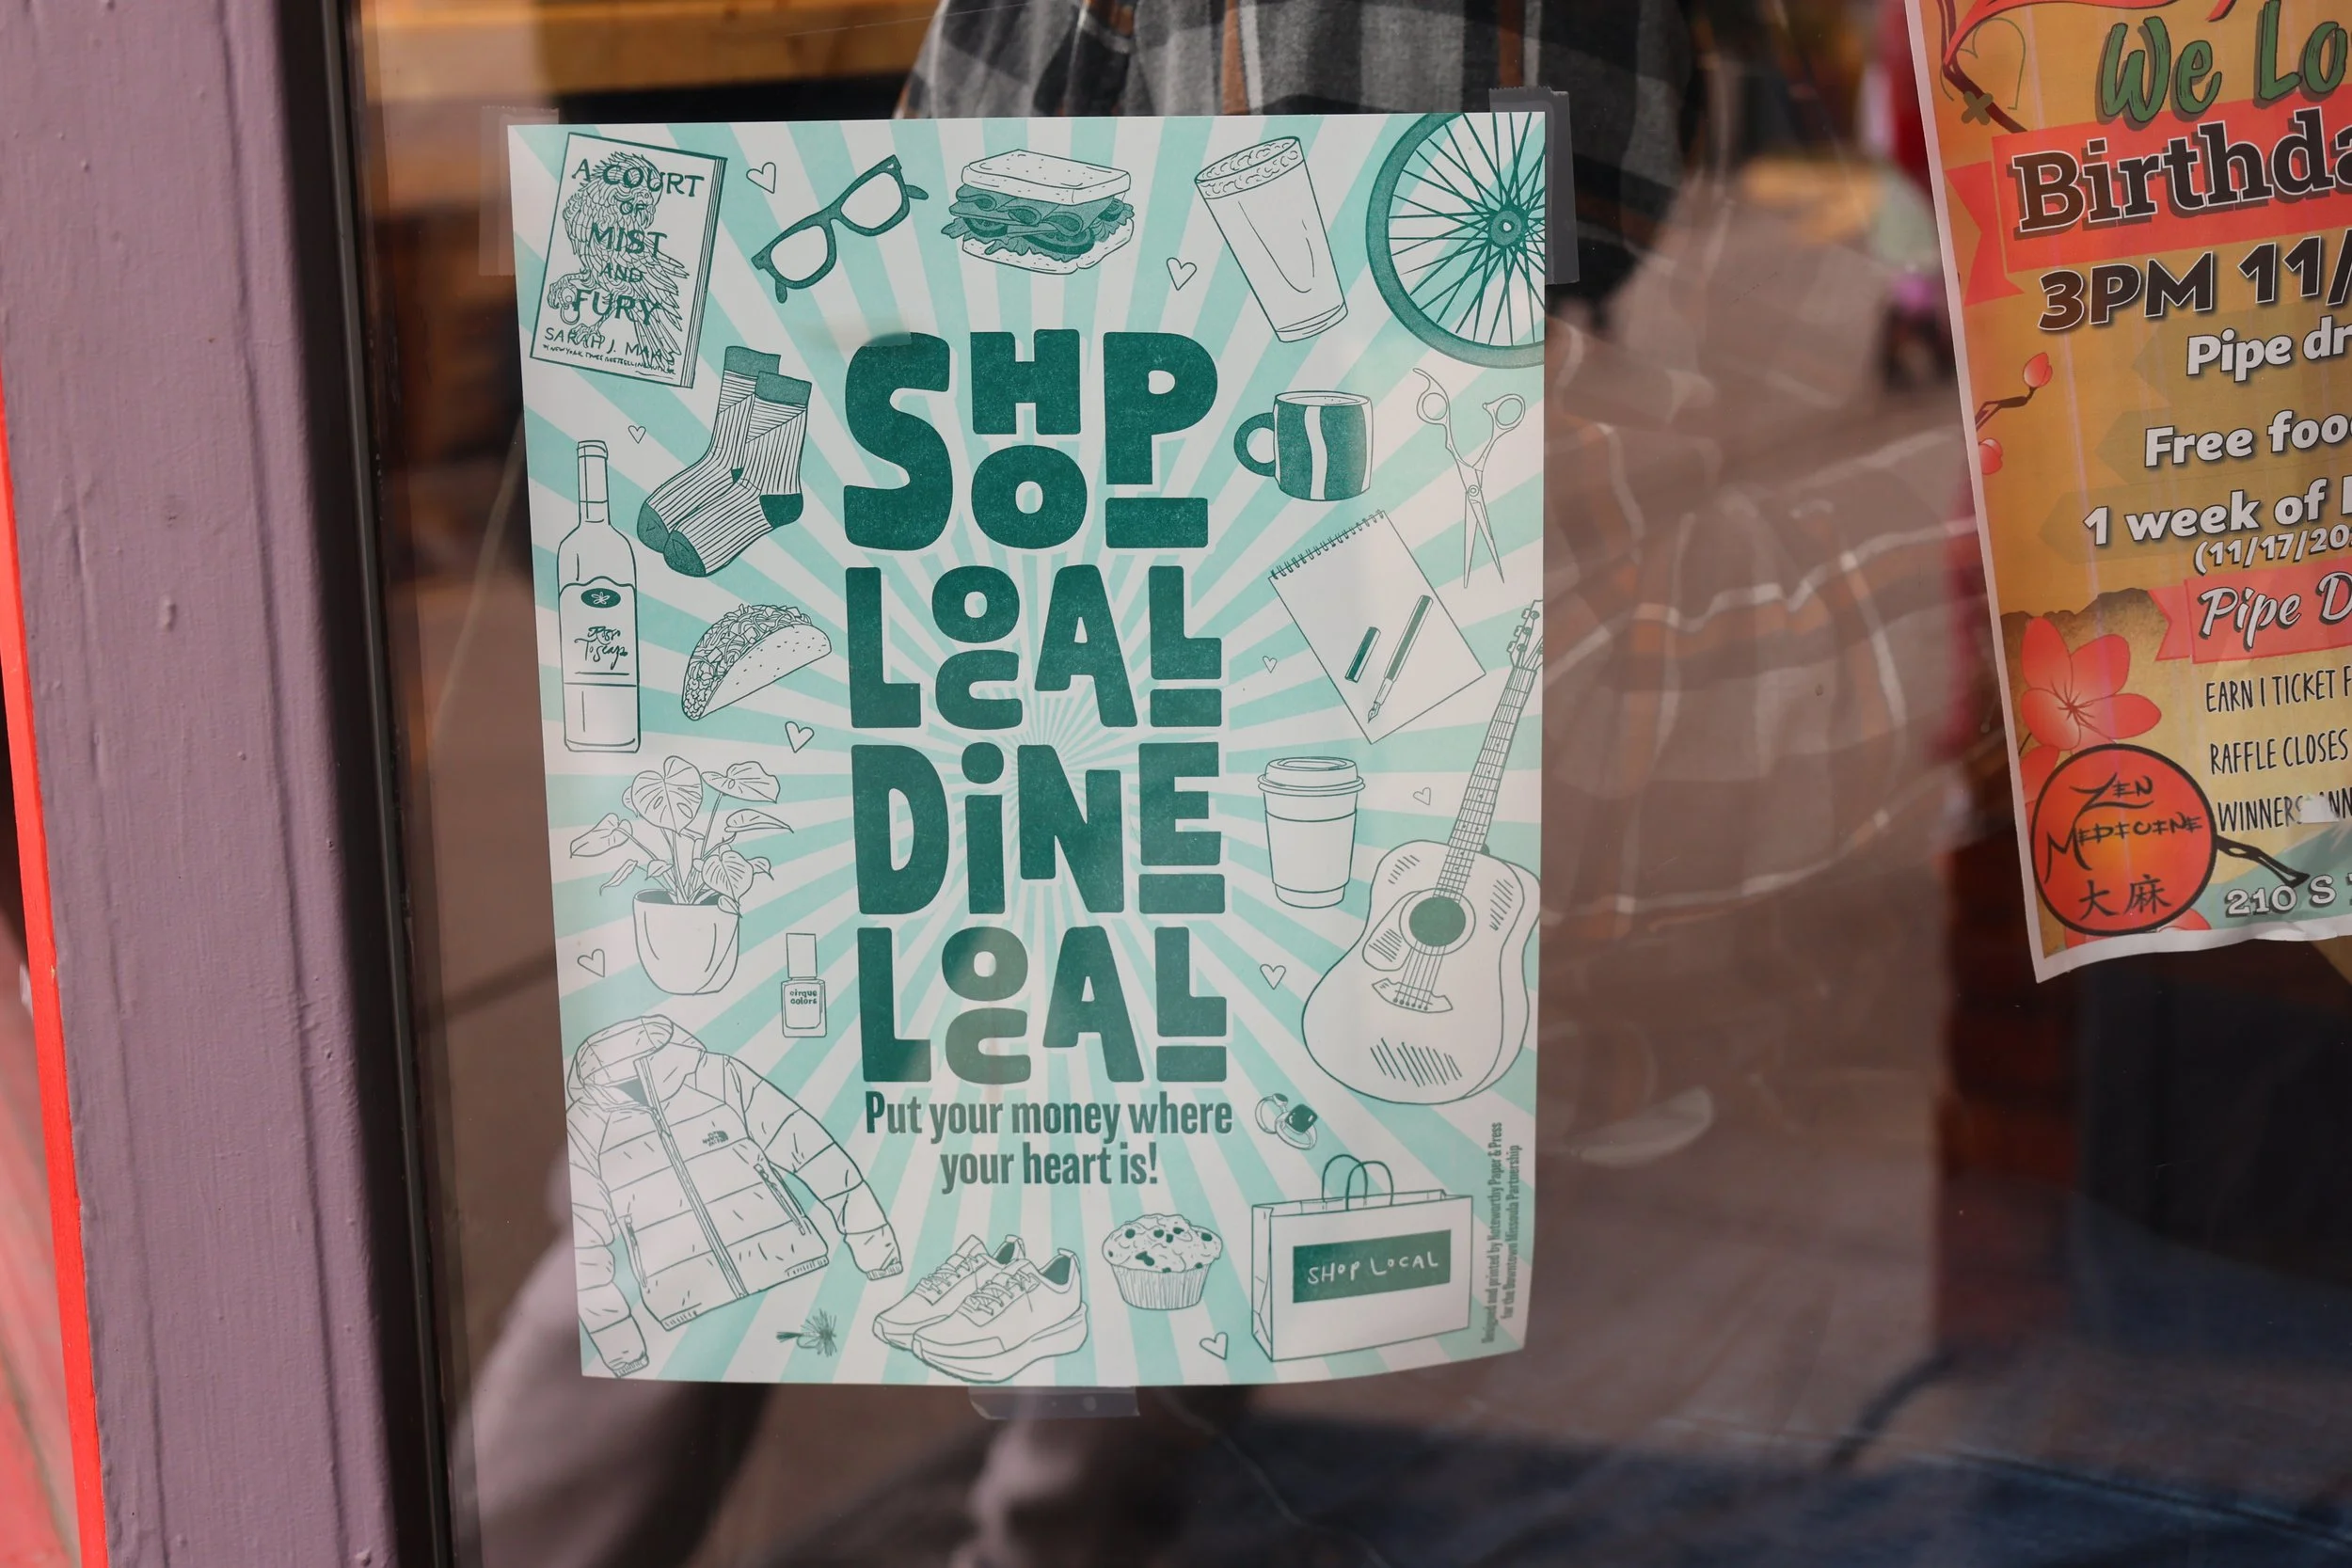 A COURT
OF
MIST
AND
FURY
SARAH J. MAAS
SHOP
LOCAL
DINE
LOCAL
Put your money where
your heart is!
cirque
colors
SHOP LOCAL
Designed and printed by Noteworthy Paper & Press
for the Downtown Missoula Partnership
We Lo
Birthda
3PM 11/
Pipe dr
Free foo
1 week of
(11/17/20
Pipe D
EARN 1 TICKET F
RAFFLE CLOSES
WINNERS ANN
ZEN
MEDICINE
大麻
210 S